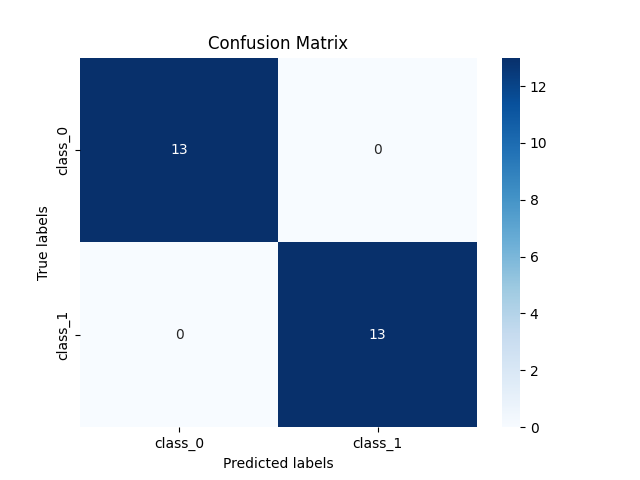 Confusion Matrix
True labels
class_0
class_1
13
0
0
13
class_0
class_1
Predicted labels
12
10
8
6
4
2
0